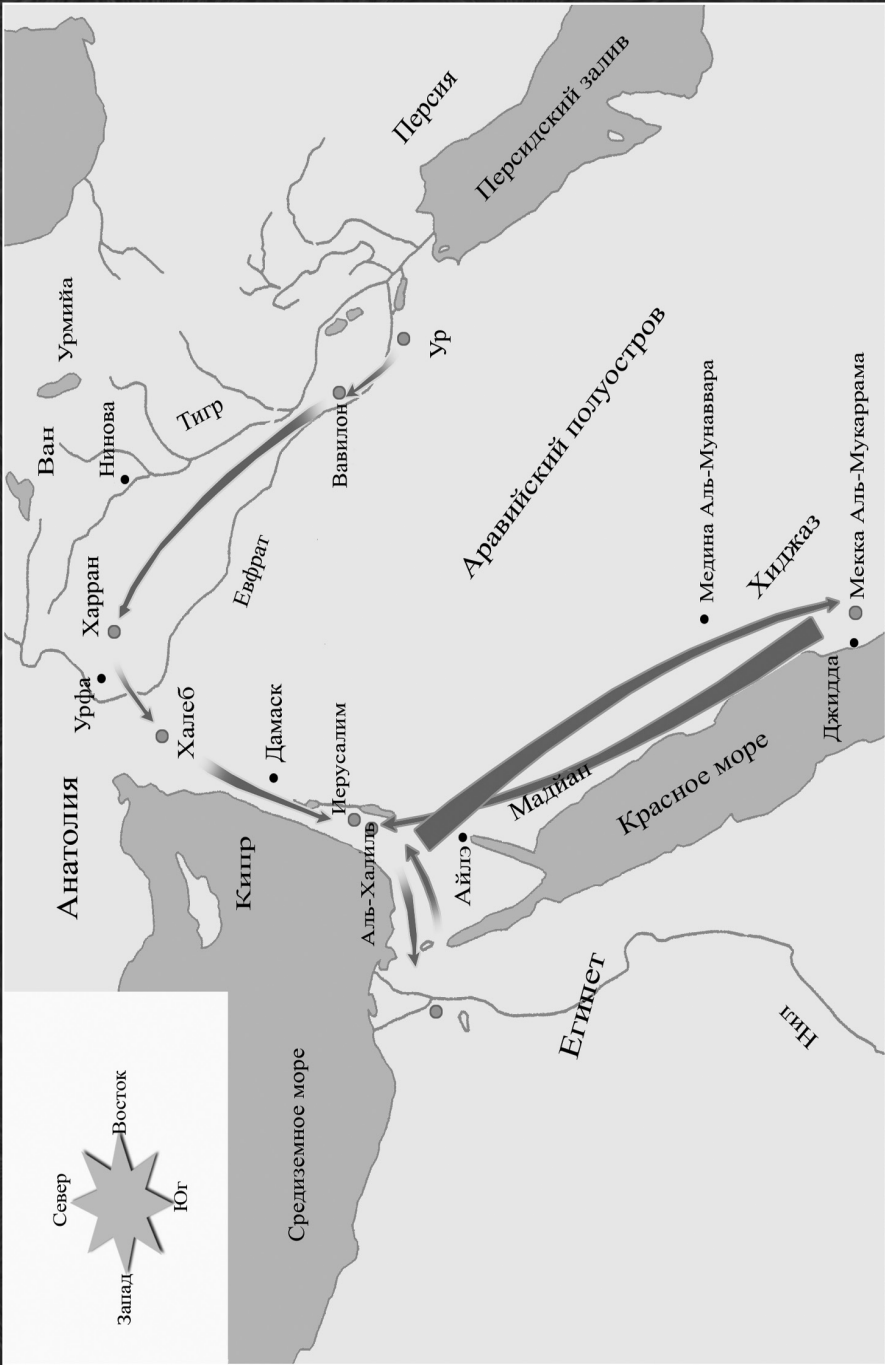 Север
Запад
Восток
Юг
Анатолия
Ван
Урмийа
Урфа
Харран
Нинова
Халеб
Тигр
Кипр
Дамаск
Евфрат
Вавилон
Персия
Средиземное море
Иерусалим
Аль-Халиль
Ур
Айлэ
Мадйан
Персидский залив
Аравийский полуостров
Египет
Красное море
Медина Аль-Мунаввара
Хиджаз
Нил
Джидда
Мекка Аль-Мукаррама